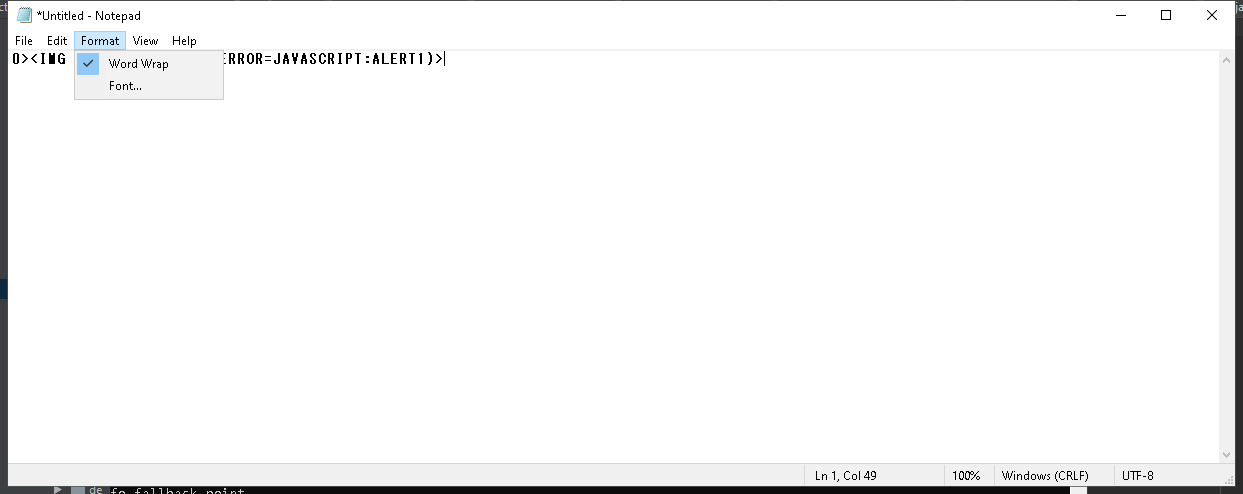 *Untitled - Notepad
File Edit Format View Help
0><IMG ERROR=JAVASCRIPT:ALERT1)>
Word Wrap
Font...
Ln 1, Col 49 100% Windows (CRLF) UTF-8
de fo fallback point